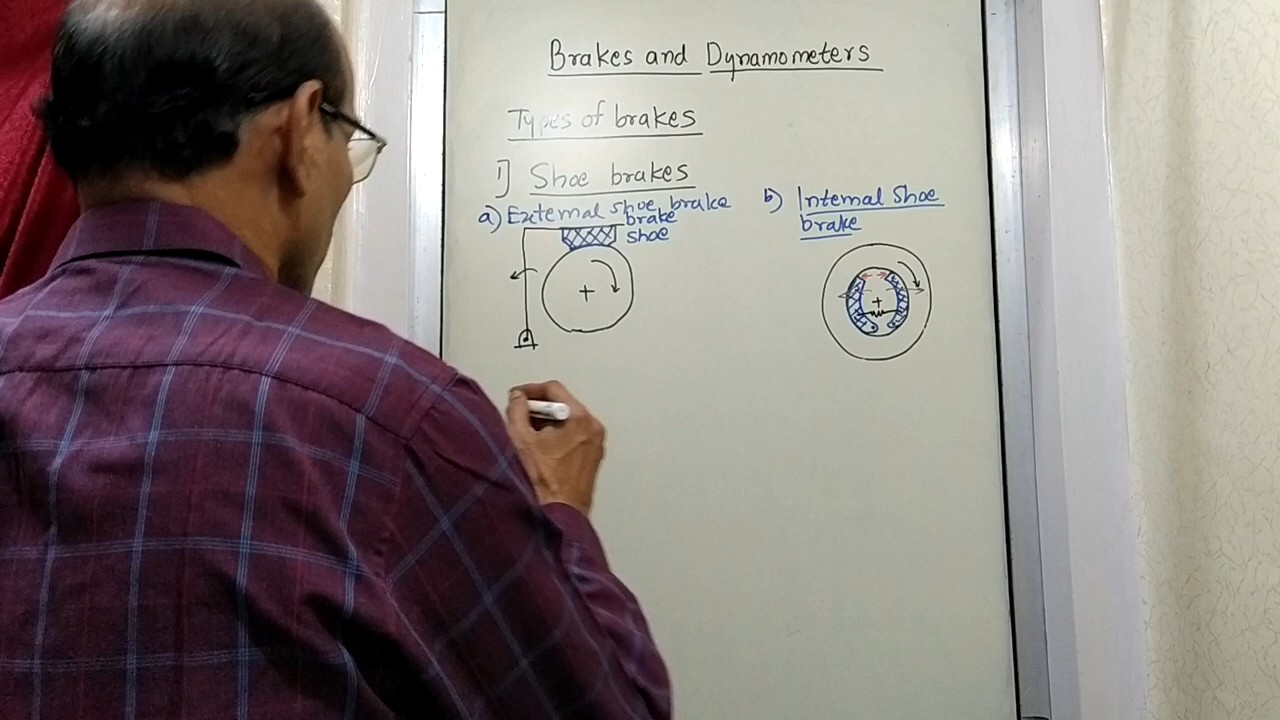 Brakes and Dynamometers
Types of brakes
1] Shoe brakes
a) External shoe brake
brake
shoe
b) Internal Shoe
brake